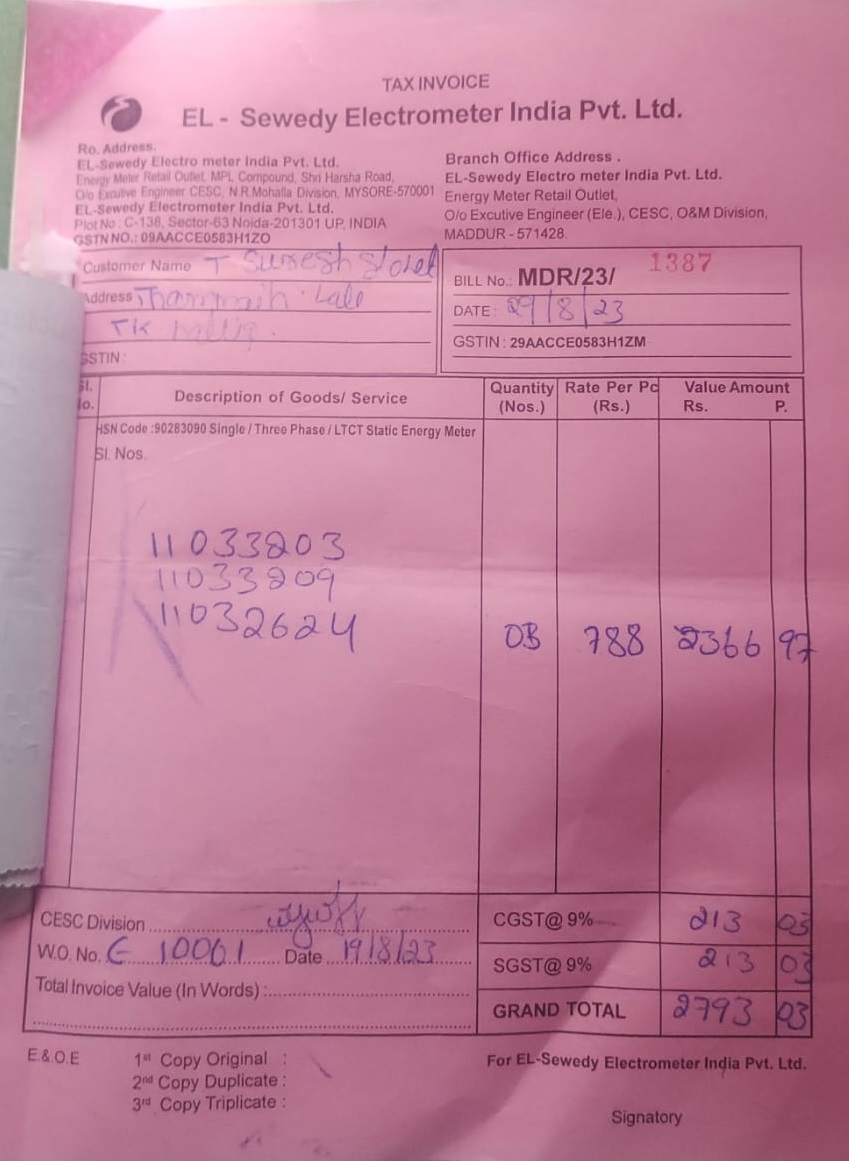 TAX INVOICE
EL - Sewedy Electrometer India Pvt. Ltd.
Ro. Address.
EL-Sewedy Electro meter India Pvt. Ltd.
Energy Meter Retail Outlet, MPL Compound, Shri Harsha Road,
O/o Exutive Engineer CESC, N.R.Mohalla Division, MYSORE-570001
EL-Sewedy Electrometer India Pvt. Ltd.
Plot No : C-138, Sector-63 Noida-201301 UP, INDIA
GSTN NO.: 09AACCE0583H1ZO
Branch Office Address .
EL-Sewedy Electro meter India Pvt. Ltd.
Energy Meter Retail Outlet,
O/o Excutive Engineer (Ele.), CESC, O&M Division,
MADDUR - 571428.
Customer Name T Suresh
Address
TK
GSTIN :
BILL No.: MDR/23/ 1387
DATE : 29/8/23
GSTIN : 29AACCE0583H1ZM
Sl. No. Description of Goods/ Service Quantity (Nos.) Rate Per Pc (Rs.) Value Amount Rs. P.
HSN Code :90283090 Single / Three Phase / LTCT Static Energy Meter
Sl. Nos.
11033203
11033209
11032624
03 788 2366 97
CESC Division
W.O. No. E 10061 Date 19/8/23
Total Invoice Value (In Words) :
CGST@ 9% 213 03
SGST@ 9% 213 03
GRAND TOTAL 2793 03
E.& O.E
1st Copy Original :
2nd Copy Duplicate :
3rd Copy Triplicate :
For EL-Sewedy Electrometer India Pvt. Ltd.
Signatory